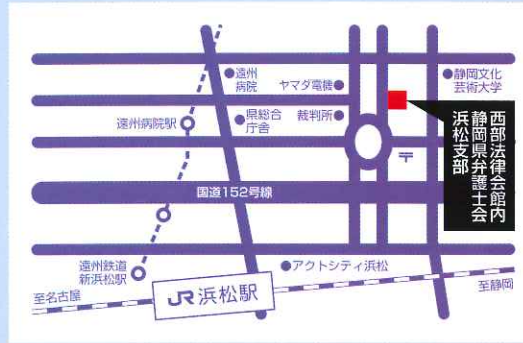 ●遠州
病院
ヤマダ電機●
●静岡文化
芸術大学
●県総合
庁舎
裁判所●
遠州病院駅
〒
西部法律会館内
静岡県弁護士会
浜松支部
国道152号線
遠州鉄道
新浜松駅
●アクトシティ浜松
至名古屋
JR浜松駅
至静岡